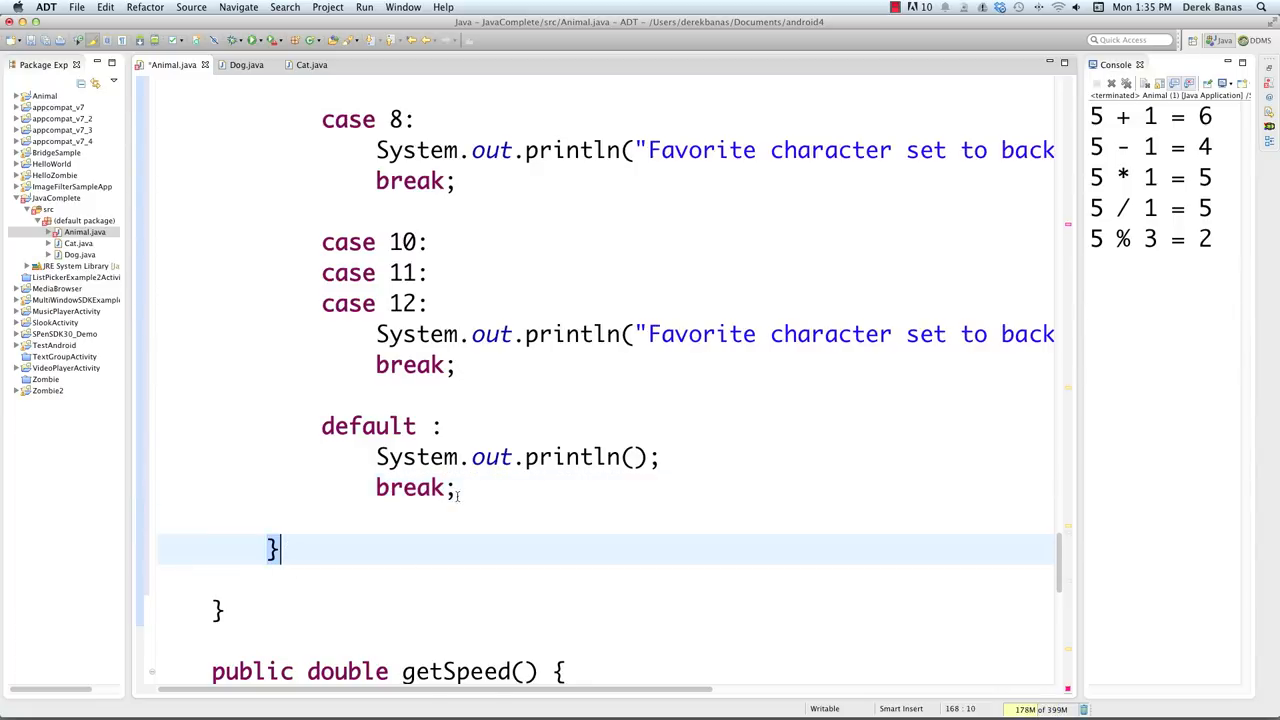 ADT File Edit Refactor Source Navigate Search Project Run Window Help 10 Mon 1:35 PM Derek Banas
Java – JavaComplete/src/Animal.java – ADT – /Users/derekbanas/Documents/android4
Quick Access Java DDMS
Package Exp *Animal.java Dog.java Cat.java Console
<terminated> Animal (1) [Java Application] /S
Animal
appcompat_v7
appcompat_v7_2
appcompat_v7_3
appcompat_v7_4
BridgeSample
HelloWorld
HelloZombie
ImageFilterSampleApp
JavaComplete
src
(default package)
Animal.java
Cat.java
Dog.java
JRE System Library [Ja
ListPickerExample2Activi
MediaBrowser
MultiWindowSDKExample
MusicPlayerActivity
SlookActivity
SPenSDK30_Demo
TestAndroid
TextGroupActivity
VideoPlayerActivity
Zombie
Zombie2
case 8:
System.out.println("Favorite character set to back
break;
case 10:
case 11:
case 12:
System.out.println("Favorite character set to back
break;
default :
System.out.println();
break;
}
}
public double getSpeed() {
5 + 1 = 6
5 - 1 = 4
5 * 1 = 5
5 / 1 = 5
5 % 3 = 2
Writable Smart Insert 168 : 10 178M of 399M